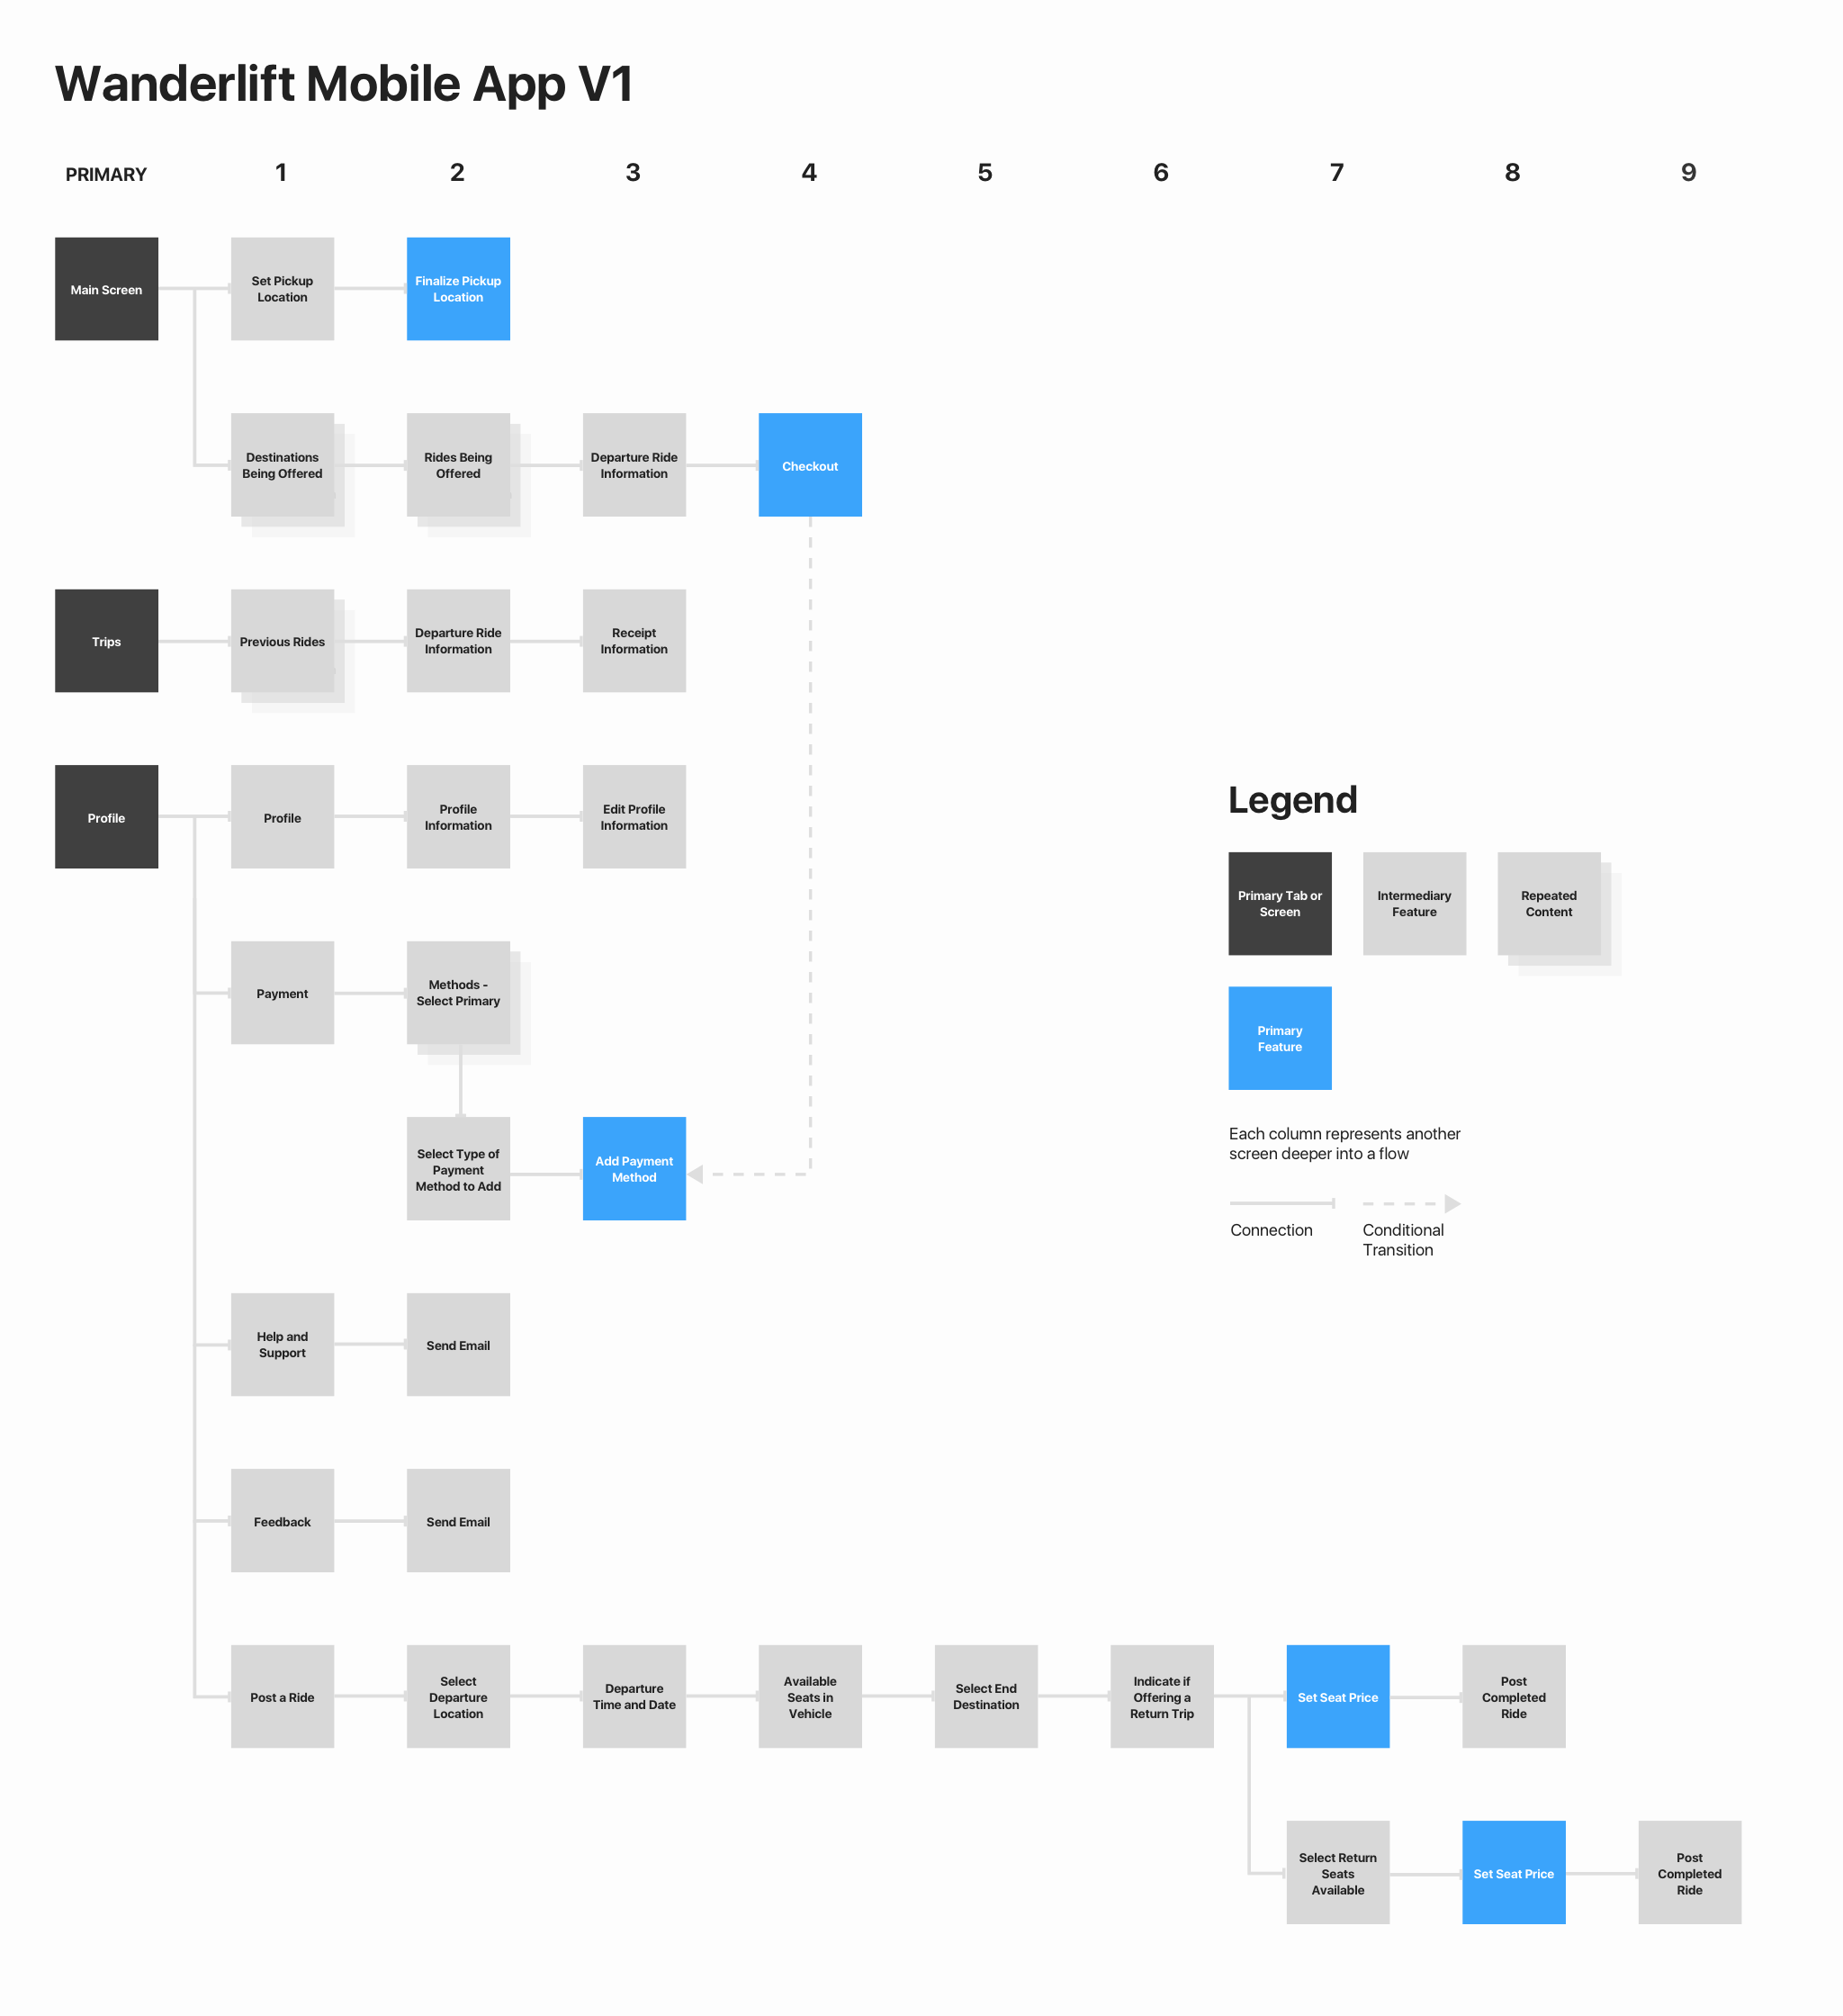 Wanderlift Mobile App V1
PRIMARY 1 2 3 4 5 6 7 8 9
Main Screen
Set Pickup
Location
Finalize Pickup
Location
Destinations
Being Offered
Rides Being
Offered
Departure Ride
Information
Checkout
Trips
Previous Rides
Departure Ride
Information
Receipt
Information
Profile
Profile
Profile
Information
Edit Profile
Information
Legend
Primary Tab or
Screen
Intermediary
Feature
Repeated
Content
Payment
Methods -
Select Primary
Primary
Feature
Select Type of
Payment
Method to Add
Add Payment
Method
Each column represents another
screen deeper into a flow
Connection
Conditional
Transition
Help and
Support
Send Email
Feedback
Send Email
Post a Ride
Select
Departure
Location
Departure
Time and Date
Available
Seats in
Vehicle
Select End
Destination
Indicate if
Offering a
Return Trip
Set Seat Price
Post
Completed
Ride
Select Return
Seats
Available
Set Seat Price
Post
Completed
Ride